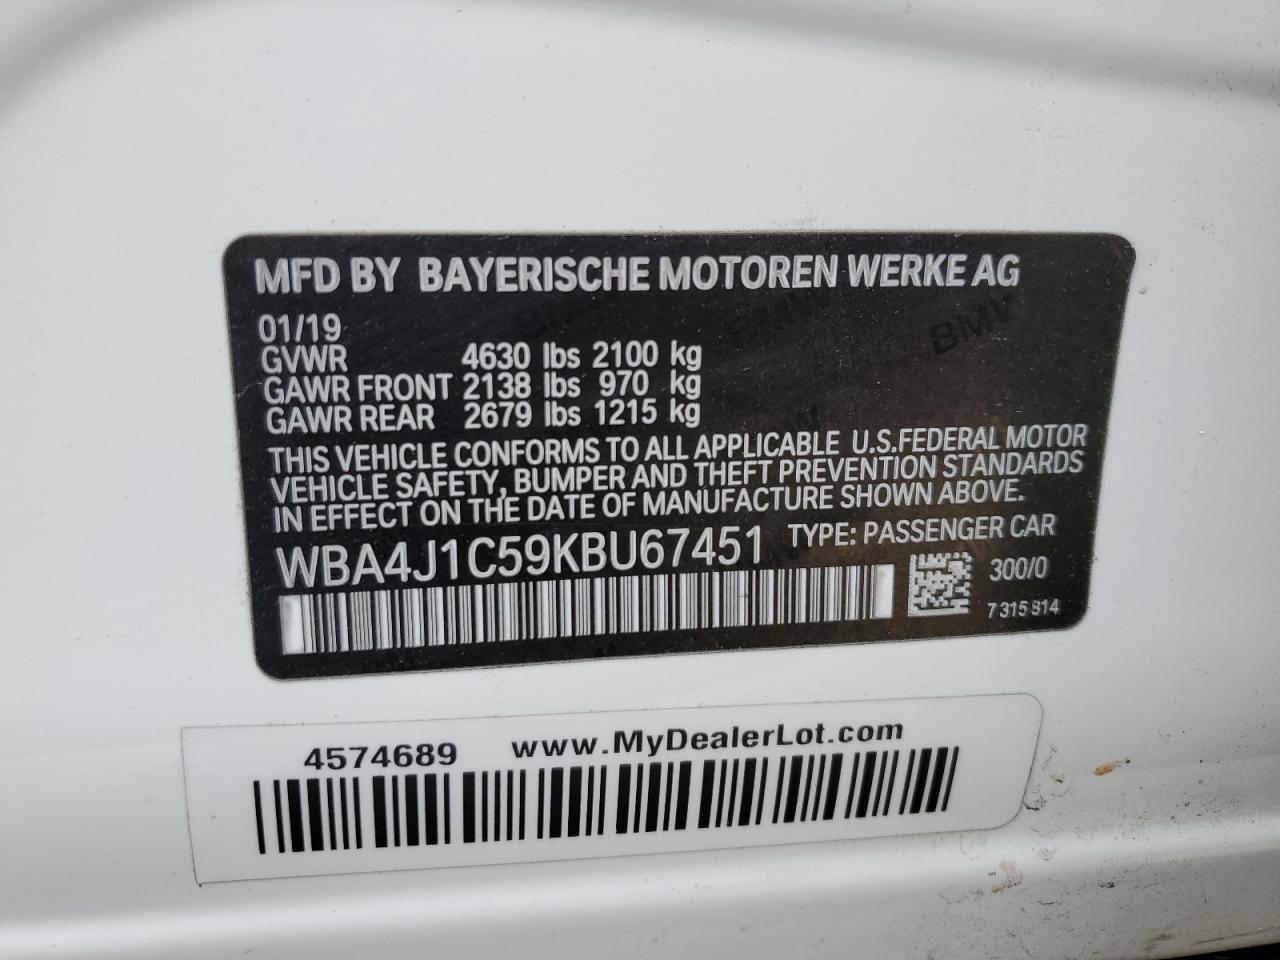 MFD BY BAYERISCHE MOTOREN WERKE AG
01/19
GVWR 4630 lbs 2100 kg
GAWR FRONT 2138 lbs 970 kg
GAWR REAR 2679 lbs 1215 kg
THIS VEHICLE CONFORMS TO ALL APPLICABLE U.S.FEDERAL MOTOR
VEHICLE SAFETY, BUMPER AND THEFT PREVENTION STANDARDS
IN EFFECT ON THE DATE OF MANUFACTURE SHOWN ABOVE.
WBA4J1C59KBU67451 TYPE: PASSENGER CAR
300/0
7 315 814
4574689 www.MyDealerLot.com